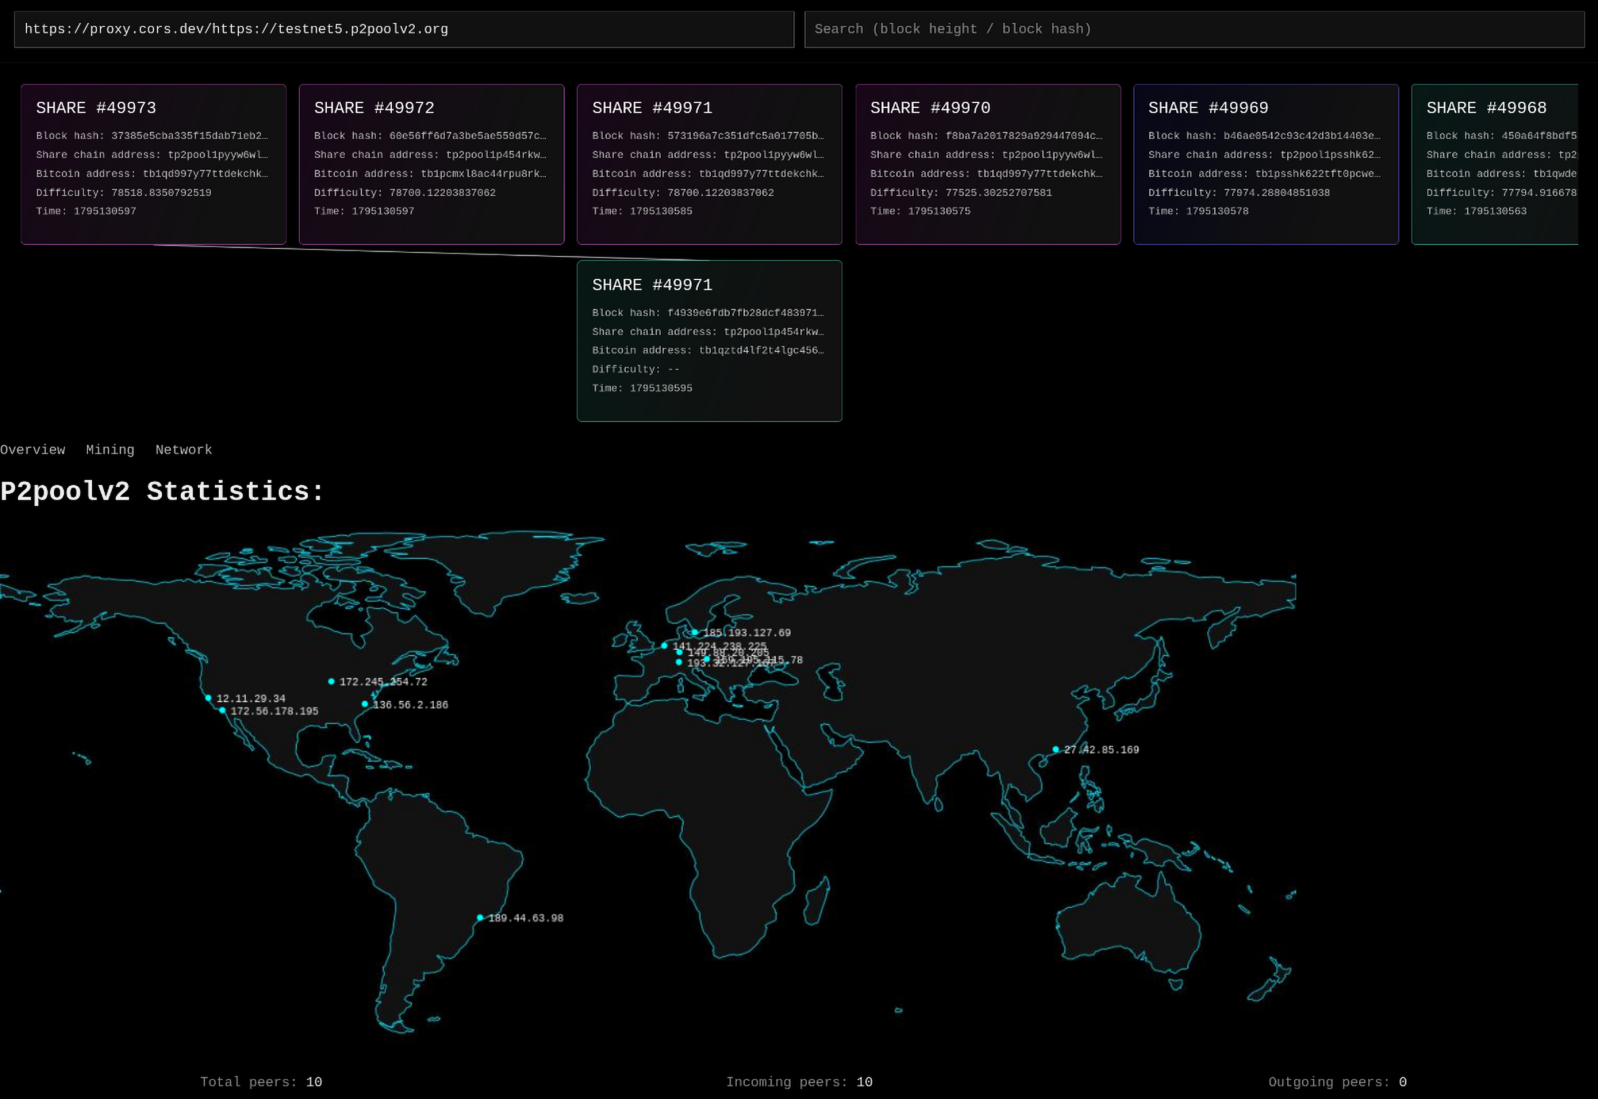 https://proxy.cors.dev/https://testnet5.p2poolv2.org
Search (block height / block hash)
SHARE #49973
Block hash: 37385e5cba335f15dab71eb2…
Share chain address: tp2pool1pyyw6wl…
Bitcoin address: tb1qd997y77ttdekchk…
Difficulty: 78518.8350792519
Time: 1795130597
SHARE #49972
Block hash: 60e56ff6d7a3be5ae559d57c…
Share chain address: tp2pool1p454rkw…
Bitcoin address: tb1pcmxl8ac44rpu8rk…
Difficulty: 78700.12203837062
Time: 1795130597
SHARE #49971
Block hash: 573196a7c351dfc5a017705b…
Share chain address: tp2pool1pyyw6wl…
Bitcoin address: tb1qd997y77ttdekchk…
Difficulty: 78700.12203837062
Time: 1795130585
SHARE #49970
Block hash: f8ba7a2017829a929447094c…
Share chain address: tp2pool1pyyw6wl…
Bitcoin address: tb1qd997y77ttdekchk…
Difficulty: 77525.30252707581
Time: 1795130575
SHARE #49969
Block hash: b46ae0542c93c42d3b14403e…
Share chain address: tp2pool1psshk62…
Bitcoin address: tb1psshk622tft0pcwe…
Difficulty: 77974.28804851038
Time: 1795130578
SHARE #49968
Block hash: 450a64f8bdf5
Share chain address: tp2
Bitcoin address: tb1qwde
Difficulty: 77794.916678
Time: 1795130563
SHARE #49971
Block hash: f4939e6fdb7fb28dcf483971…
Share chain address: tp2pool1p454rkw…
Bitcoin address: tb1qztd4lf2t4lgc456…
Difficulty: --
Time: 1795130595
Overview Mining Network
P2poolv2 Statistics:
185.193.127.69
141.224.238.225
149.88.20.205
172.245.254.72
12.11.29.34
136.56.2.186
172.56.178.195
27.42.85.169
189.44.63.98
Total peers: 10
Incoming peers: 10
Outgoing peers: 0